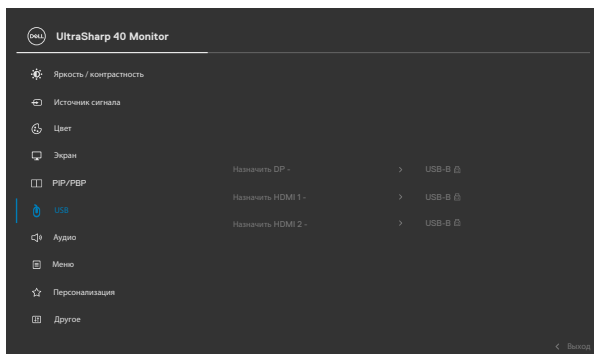 DELL UltraSharp 40 Monitor
Яркость / контрастность
Источник сигнала
Цвет
Экран
Назначить DP - > USB-B
PIP/PBP
Назначить HDMI 1 - > USB-B
USB
Назначить HDMI 2 - > USB-B
Аудио
Меню
Персонализация
Другое
< Выход